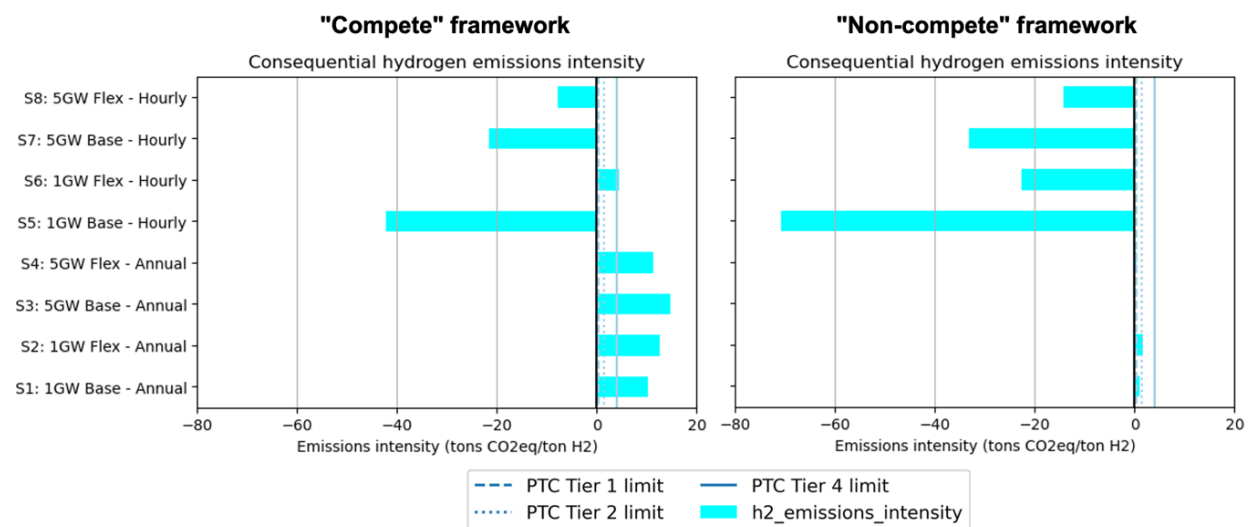 "Compete" framework
"Non-compete" framework
Consequential hydrogen emissions intensity
Consequential hydrogen emissions intensity
S8: 5GW Flex - Hourly
S7: 5GW Base - Hourly
S6: 1GW Flex - Hourly
S5: 1GW Base - Hourly
S4: 5GW Flex - Annual
S3: 5GW Base - Annual
S2: 1GW Flex - Annual
S1: 1GW Base - Annual
−80 −60 −40 −20 0 20
−80 −60 −40 −20 0 20
Emissions intensity (tons CO2eq/ton H2)
Emissions intensity (tons CO2eq/ton H2)
PTC Tier 1 limit
PTC Tier 2 limit
PTC Tier 4 limit
h2_emissions_intensity